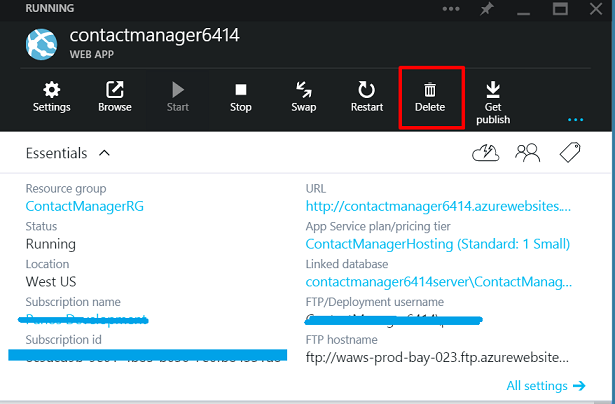 RUNNING
contactmanager6414
WEB APP
Settings
Browse
Start
Stop
Swap
Restart
Delete
Get
publish
Essentials
Resource group
ContactManagerRG
Status
Running
Location
West US
Subscription name
Subscription id
URL
http://contactmanager6414.azurewebsites....
App Service plan/pricing tier
ContactManagerHosting (Standard: 1 Small)
Linked database
contactmanager6414server\ContactManag...
FTP/Deployment username
FTP hostname
ftp://waws-prod-bay-023.ftp.azurewebsite...
All settings